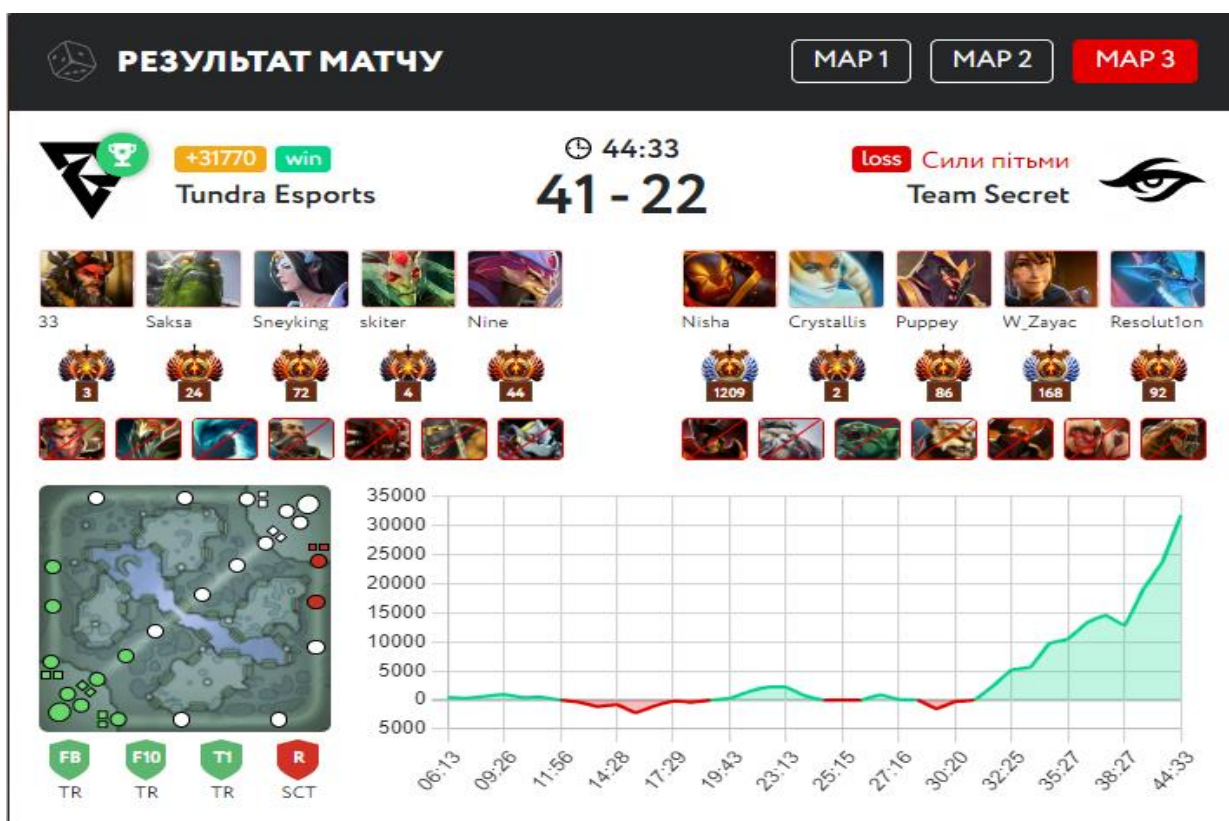 РЕЗУЛЬТАТ МАТЧУ MAP 1 MAP 2 MAP 3
+31770 win 44:33 loss Сили пітьми
Tundra Esports 41 - 22 Team Secret
33 Saksa Sneyking skiter Nine Nisha Crystallis Puppey W_Zayac Resolut1on
3 24 72 4 44 1209 2 86 168 92
35000
30000
25000
20000
15000
10000
5000
0
5000
06:13 09:26 11:56 14:28 17:29 19:43 23:13 25:15 27:16 30:20 32:25 35:27 38:27 44:33
FB F10 T1 R
TR TR TR SCT